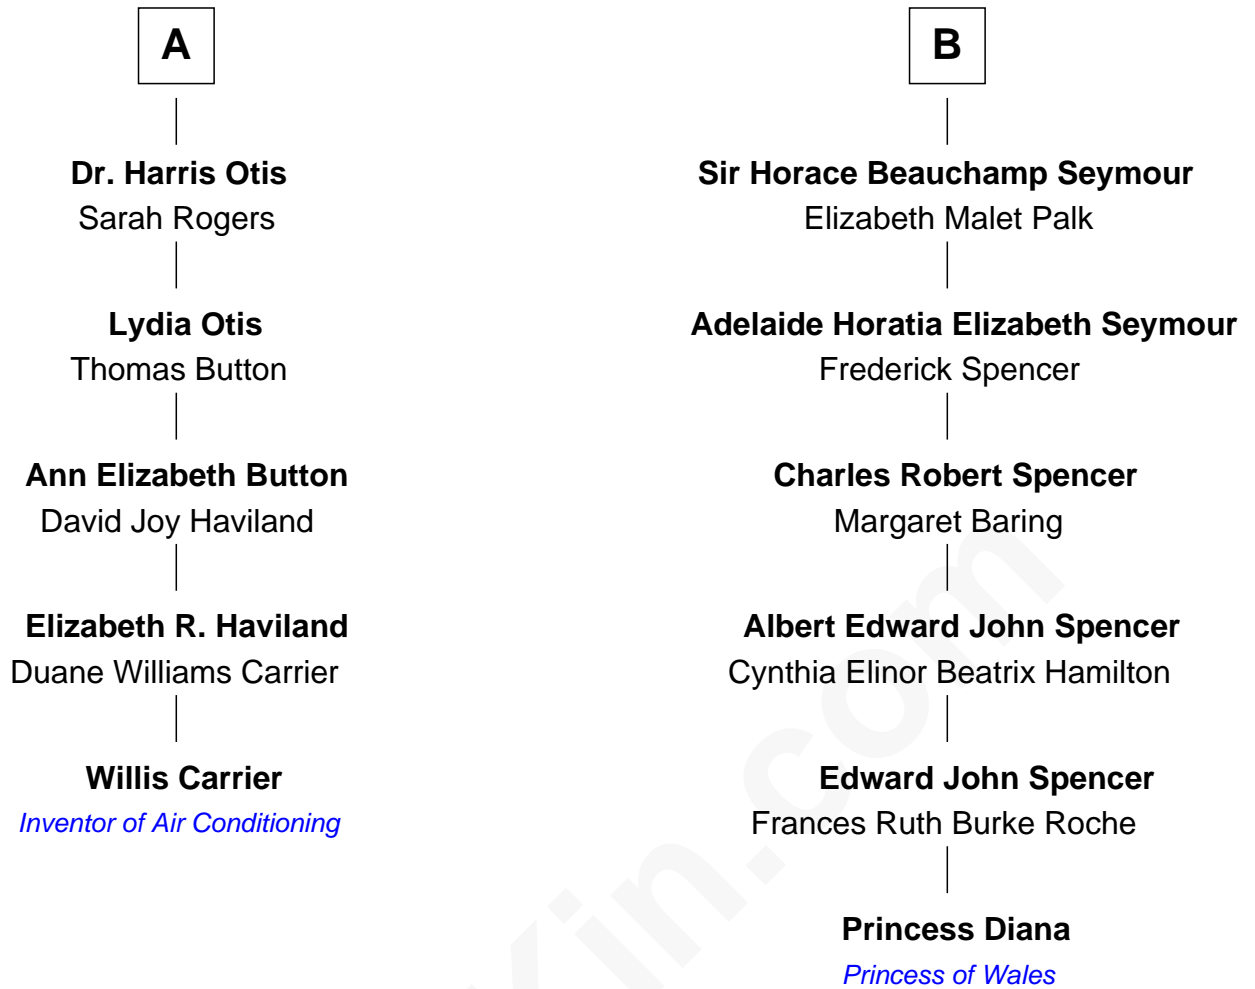 A
Dr. Harris Otis
Sarah Rogers
Lydia Otis
Thomas Button
Ann Elizabeth Button
David Joy Haviland
Elizabeth R. Haviland
Duane Williams Carrier
Willis Carrier
Inventor of Air Conditioning
B
Sir Horace Beauchamp Seymour
Elizabeth Malet Palk
Adelaide Horatia Elizabeth Seymour
Frederick Spencer
Charles Robert Spencer
Margaret Baring
Albert Edward John Spencer
Cynthia Elinor Beatrix Hamilton
Edward John Spencer
Frances Ruth Burke Roche
Princess Diana
Princess of Wales
Kin.com